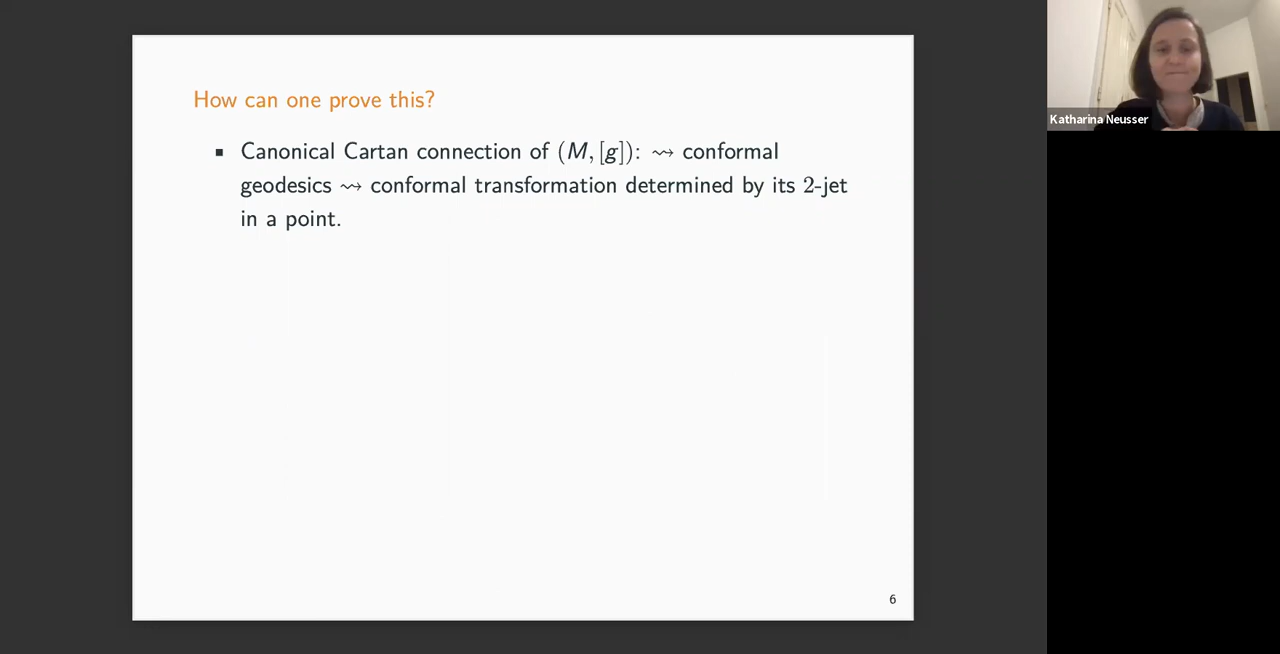 How can one prove this?
▪ Canonical Cartan connection of (M, [g]): ⇝ conformal
geodesics ⇝ conformal transformation determined by its 2-jet
in a point.
6
Katharina Neusser